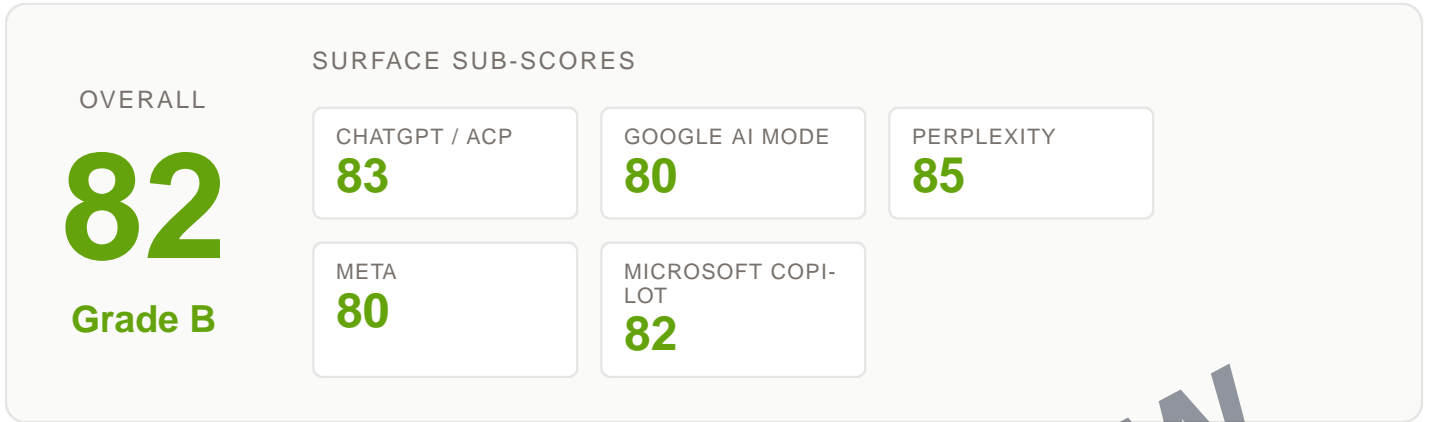 SURFACE SUB-SCORES
OVERALL
82
Grade B
CHATGPT / ACP
83
GOOGLE AI MODE
80
PERPLEXITY
85
META
80
MICROSOFT COPI-
LOT
82